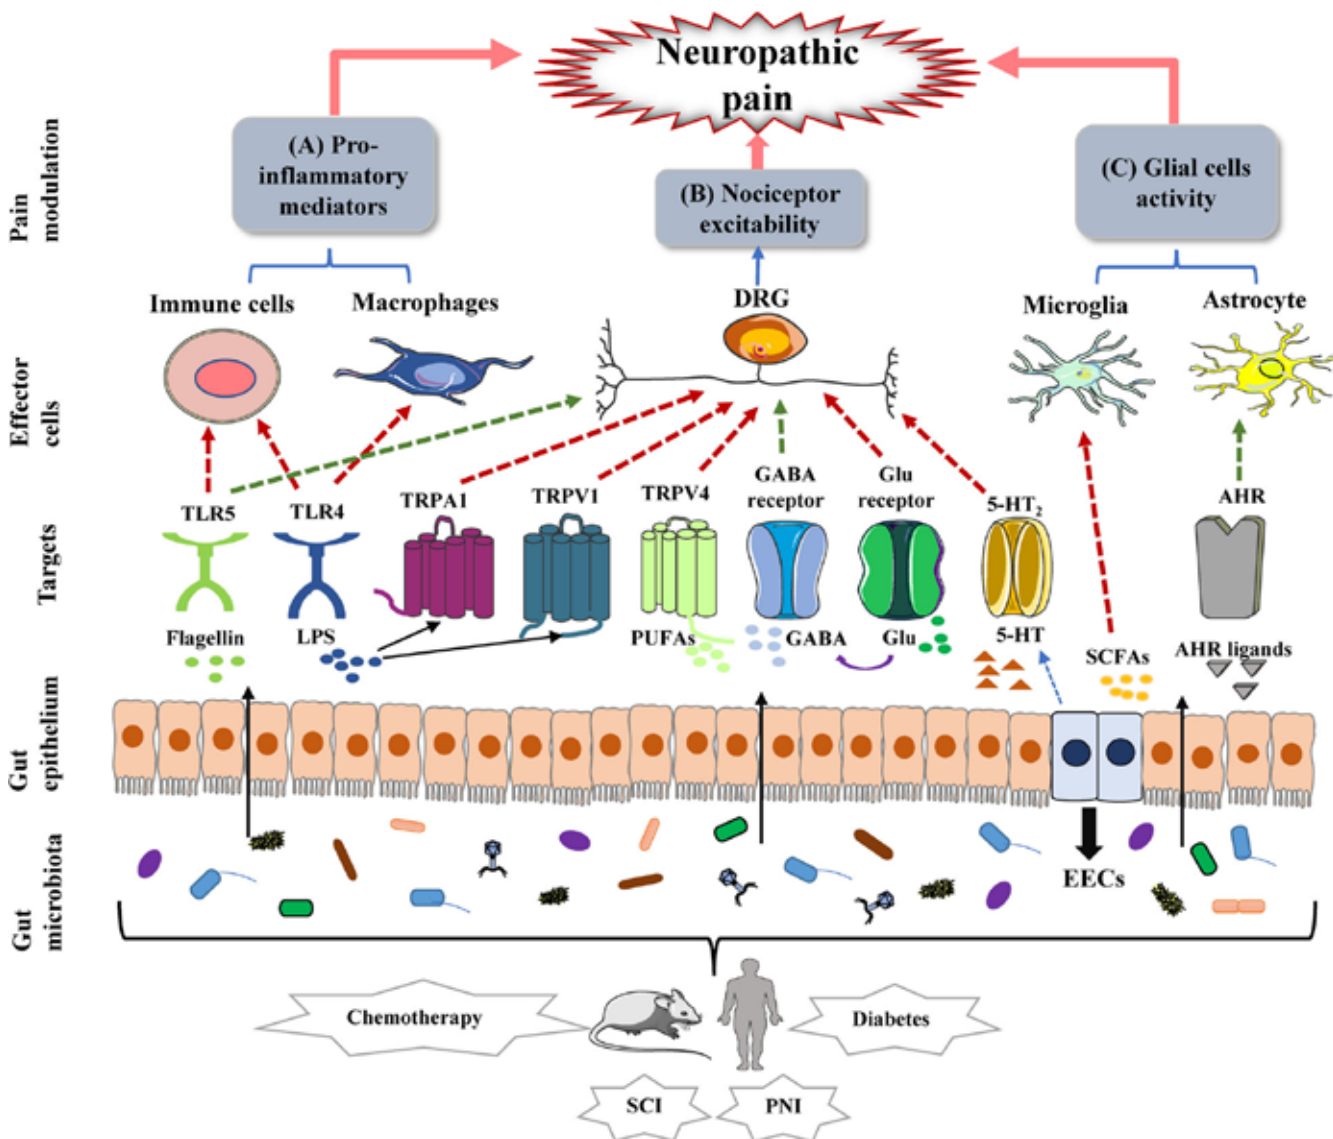 Neuropathic
pain
Pain
modulation
(A) Pro-
inflammatory
mediators
(B) Nociceptor
excitability
(C) Glial cells
activity
Effector
cells
Immune cells
Macrophages
DRG
Microglia
Astrocyte
Targets
TLR5
TLR4
TRPA1
TRPV1
TRPV4
GABA
receptor
Glu
receptor
5-HT₂
AHR
Flagellin
LPS
PUFAs
GABA
Glu
5-HT
SCFAs
AHR ligands
Gut
epithelium
Gut
microbiota
EECs
Chemotherapy
Diabetes
SCI
PNI